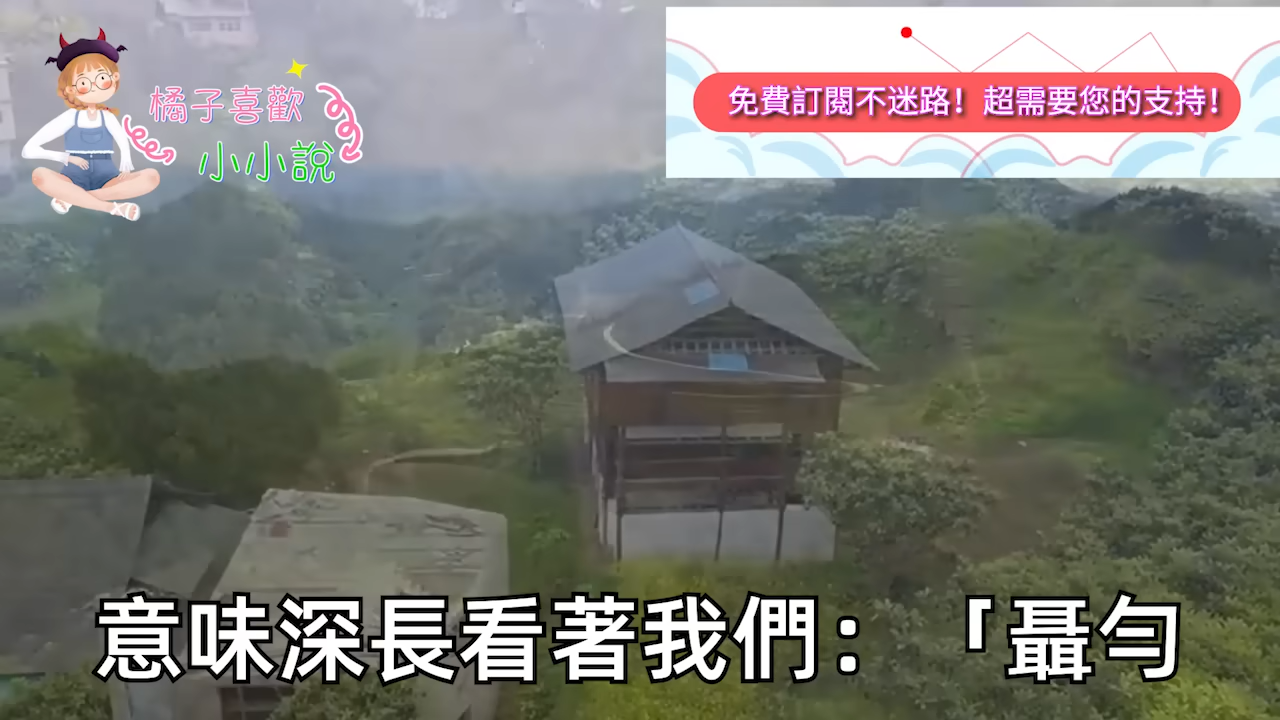 橘子喜歡
小小說
免費訂閱不迷路！超需要您的支持！
意味深長看著我們：「聶勻